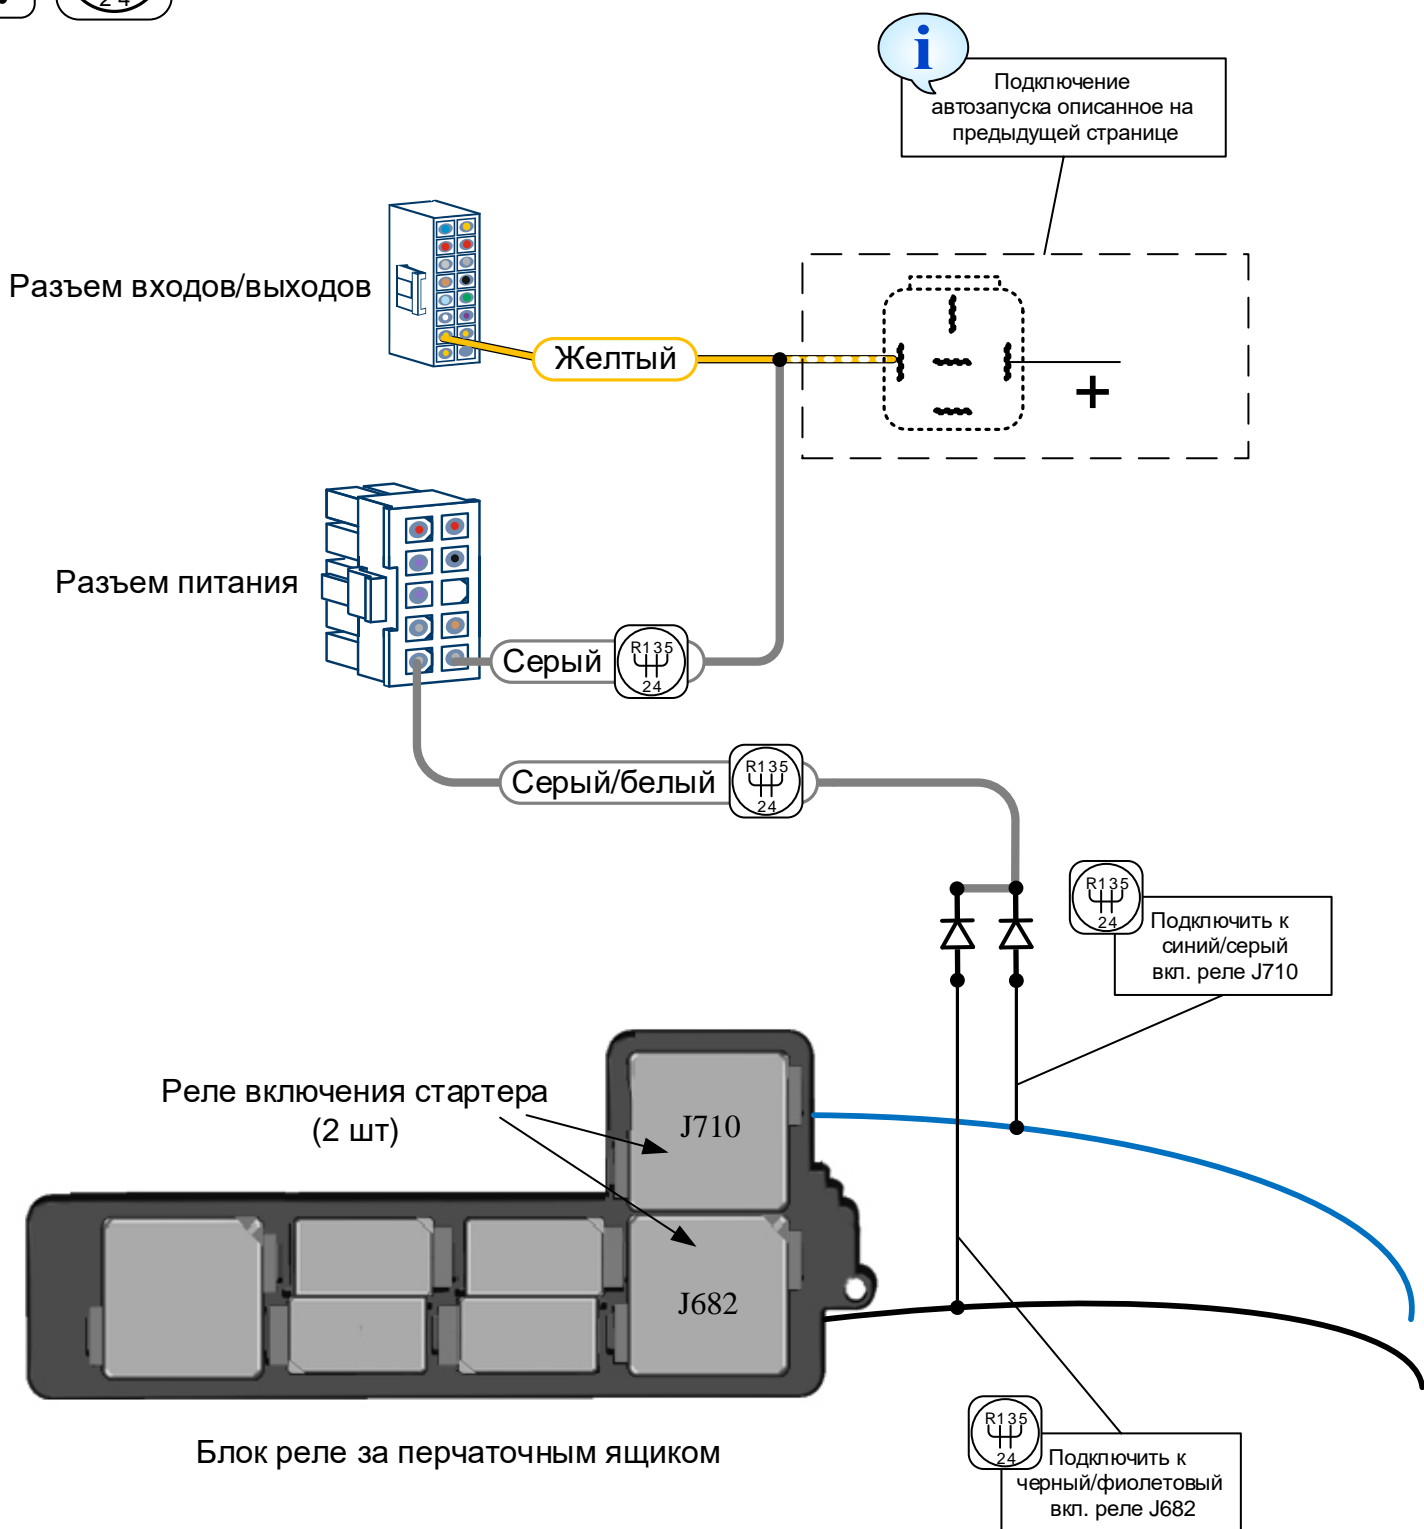 2 4
i
Подключение
автозапуска описанное на
предыдущей странице
Разъем входов/выходов
Желтый
+
Разъем питания
Серый
R135
24
Серый/белый
R135
24
R135
24
Подключить к
синий/серый
вкл. реле J710
Реле включения стартера
(2 шт)
J710
J682
Блок реле за перчаточным ящиком
R135
24
Подключить к
черный/фиолетовый
вкл. реле J682